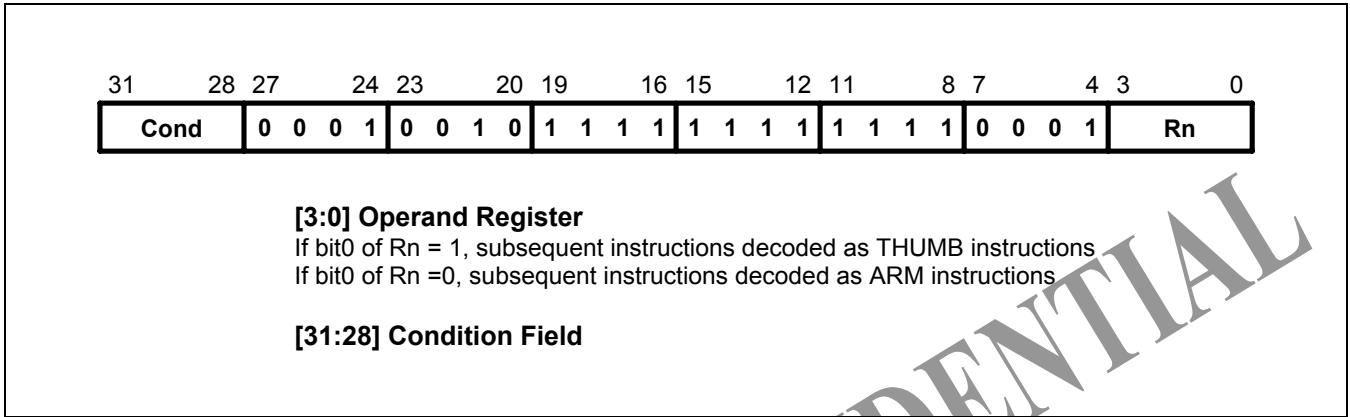 31 28 27 24 23 20 19 16 15 12 11 8 7 4 3 0
Cond 0 0 0 1 0 0 1 0 1 1 1 1 1 1 1 1 1 1 1 1 0 0 0 1 Rn
[3:0] Operand Register
If bit0 of Rn = 1, subsequent instructions decoded as THUMB instructions
If bit0 of Rn =0, subsequent instructions decoded as ARM instructions
[31:28] Condition Field